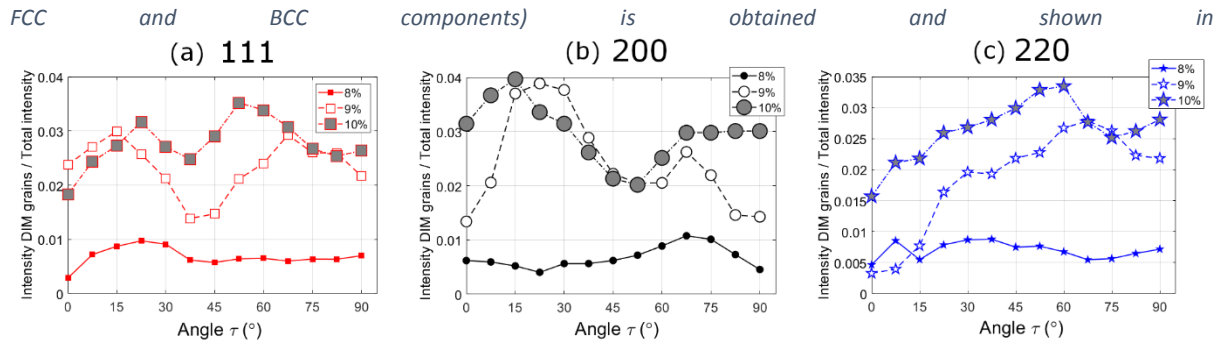 FCC and BCC components) is obtained and shown in
(a) 111
(b) 200
(c) 220
Intensity DIM grains / Total intensity
0.04
0.03
0.02
0.01
0
0 15 30 45 60 75 90
Angle τ (°)
8%
9%
10%
Intensity DIM grains / Total intensity
0.04
0.03
0.02
0.01
0
0 15 30 45 60 75 90
Angle τ (°)
8%
9%
10%
Intensity DIM grains / Total intensity
0.035
0.03
0.025
0.02
0.015
0.01
0.005
0
0 15 30 45 60 75 90
Angle τ (°)
8%
9%
10%